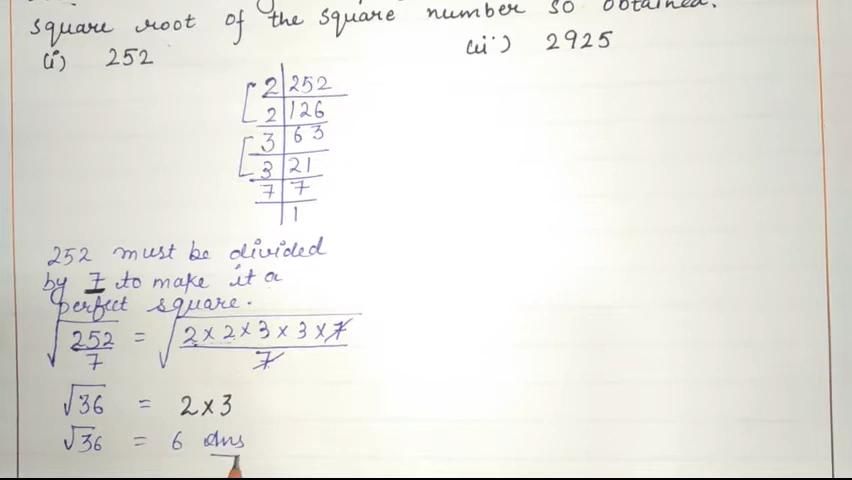 square root of the square number so obtained.
(i) 252 (ii) 2925
2 252
2 126
3 63
3 21
7 7
1
252 must be divided
by 7 to make it a
perfect square.
√252/7 = √2×2×3×3×7/7
√36 = 2×3
√36 = 6 Ans